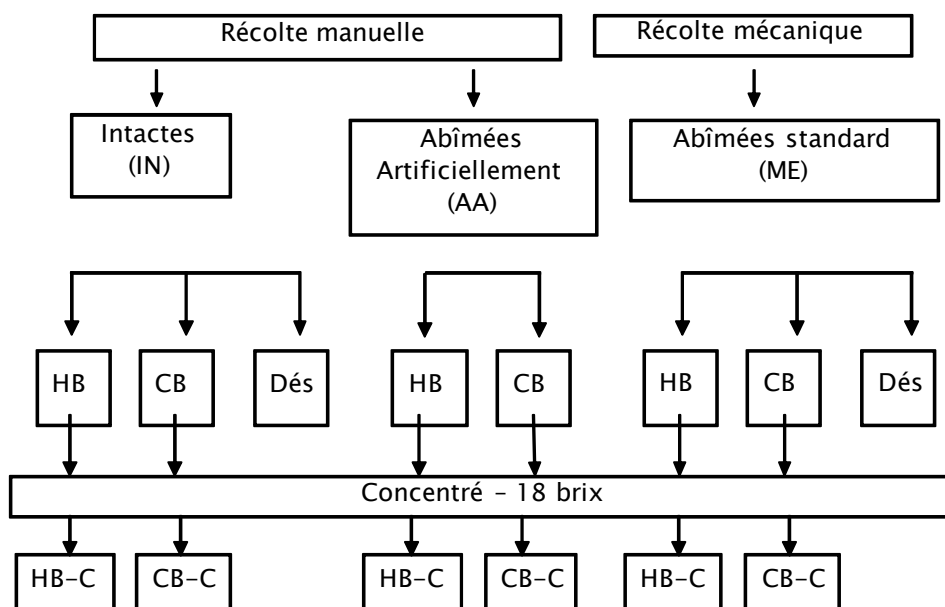 Récolte manuelle
Récolte mécanique
Intactes
(IN)
Abîmées
Artificiellement
(AA)
Abîmées standard
(ME)
HB
CB
Dés
HB
CB
HB
CB
Dés
Concentré – 18 brix
HB–C
CB–C
HB–C
CB–C
HB–C
CB–C